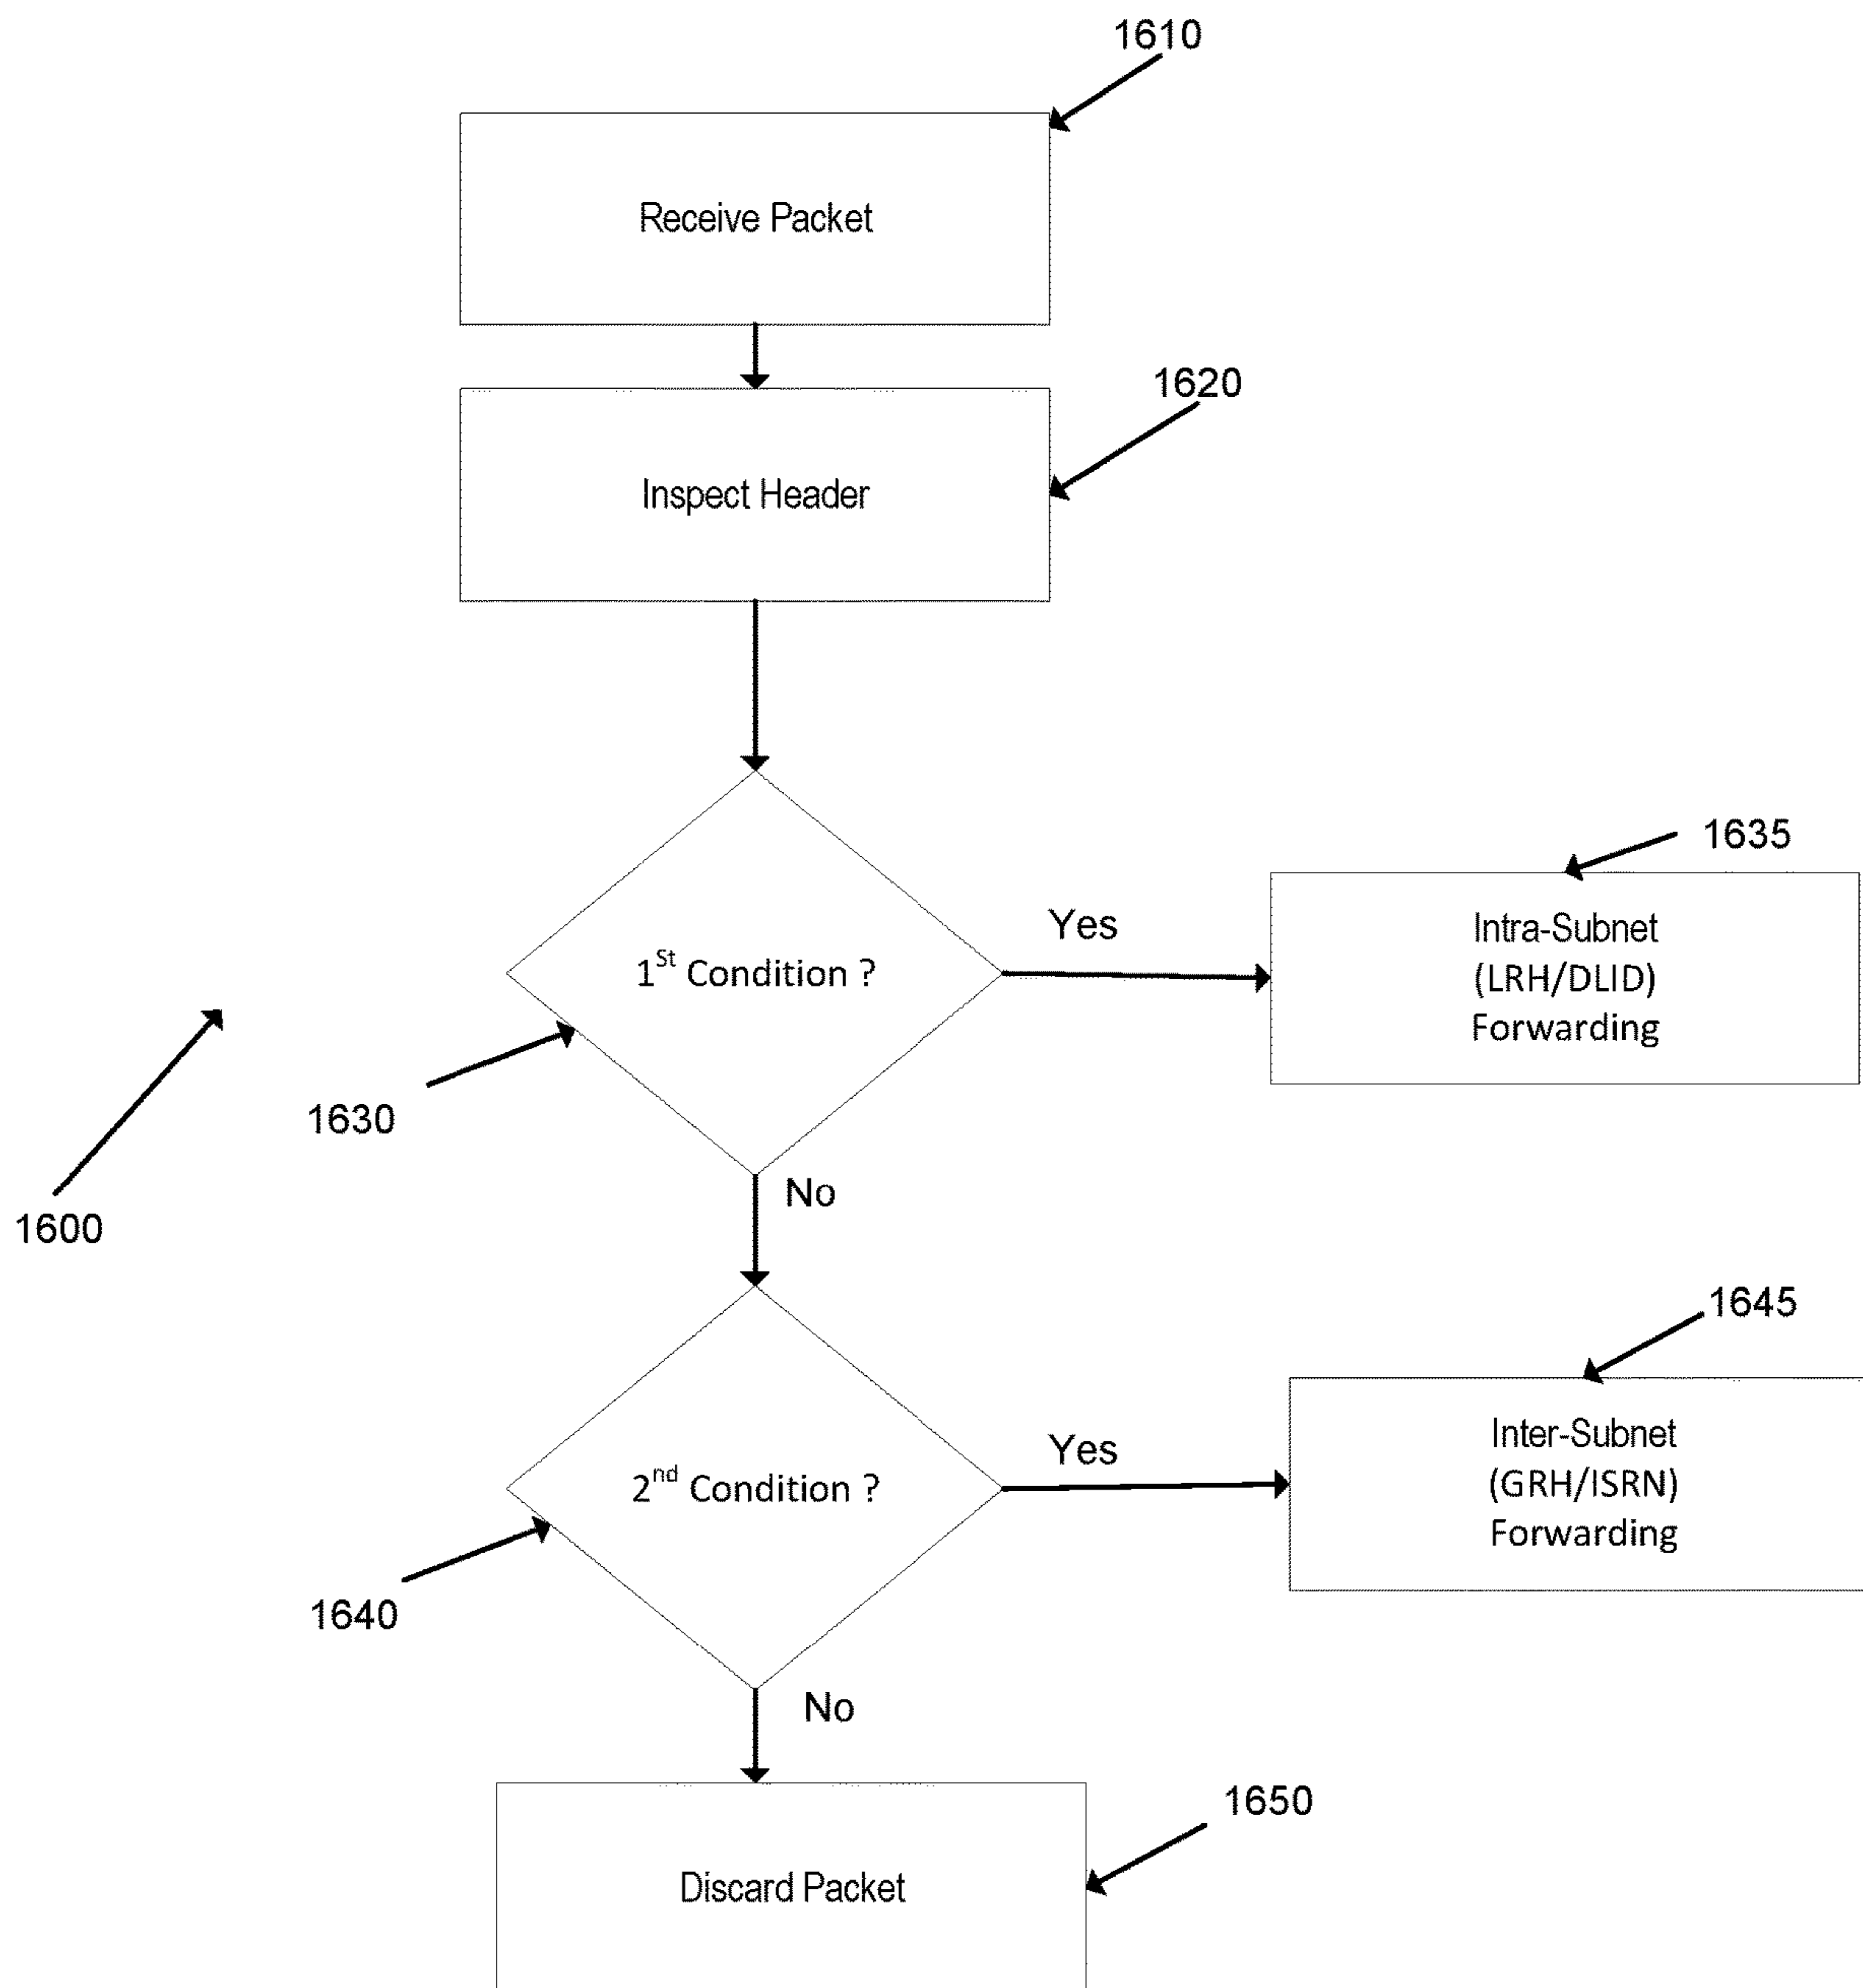 1610
Receive Packet
1620
Inspect Header
1635
Yes
Intra-Subnet
(LRH/DLID)
Forwarding
1St Condition ?
1630
No
1600
1645
Yes
Inter-Subnet
(GRH/ISRN)
Forwarding
2nd Condition ?
1640
No
1650
Discard Packet